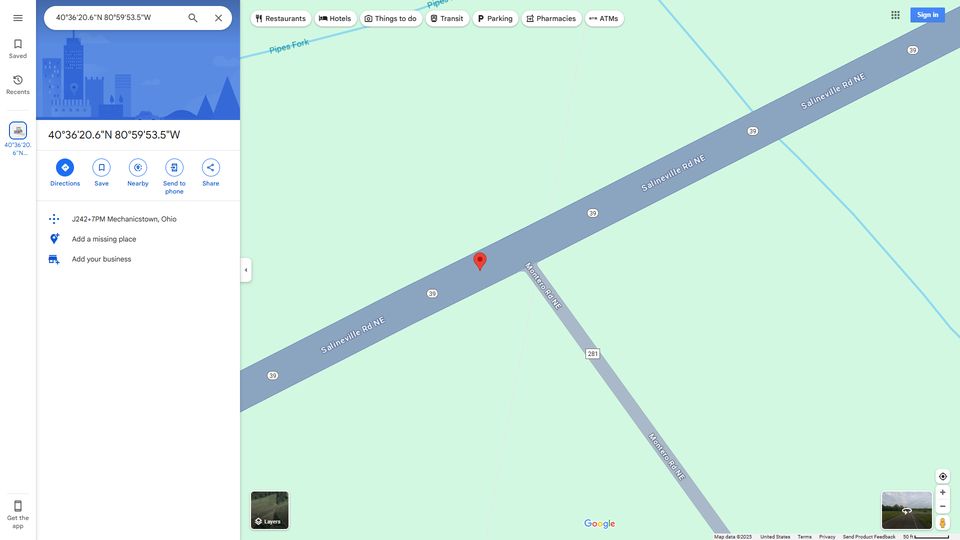 40°36'20.6"N 80°59'53.5"W
Restaurants
Hotels
Things to do
Transit
Parking
Pharmacies
ATMs
Sign in
Saved
Recents
40°36'20.
6"N...
40°36'20.6"N 80°59'53.5"W
Directions
Save
Nearby
Send to
phone
Share
J242+7PM Mechanicstown, Ohio
Add a missing place
Add your business
Get the
app
Pipes Fork
Pipes
Salineville Rd NE
39
39
Salineville Rd NE
39
39
Salineville Rd NE
39
Montero Rd NE
281
Montero Rd NE
Layers
Google
Map data ©2025
United States
Terms
Privacy
Send Product Feedback
50 ft